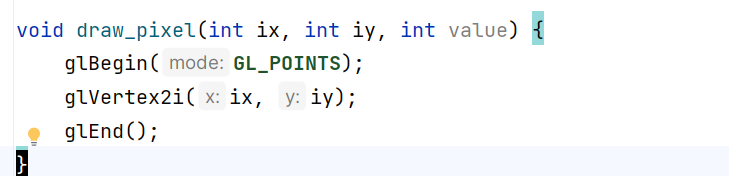 void draw_pixel(int ix, int iy, int value) {
    glBegin( mode: GL_POINTS);
    glVertex2i( x: ix, y: iy);
    glEnd();
}